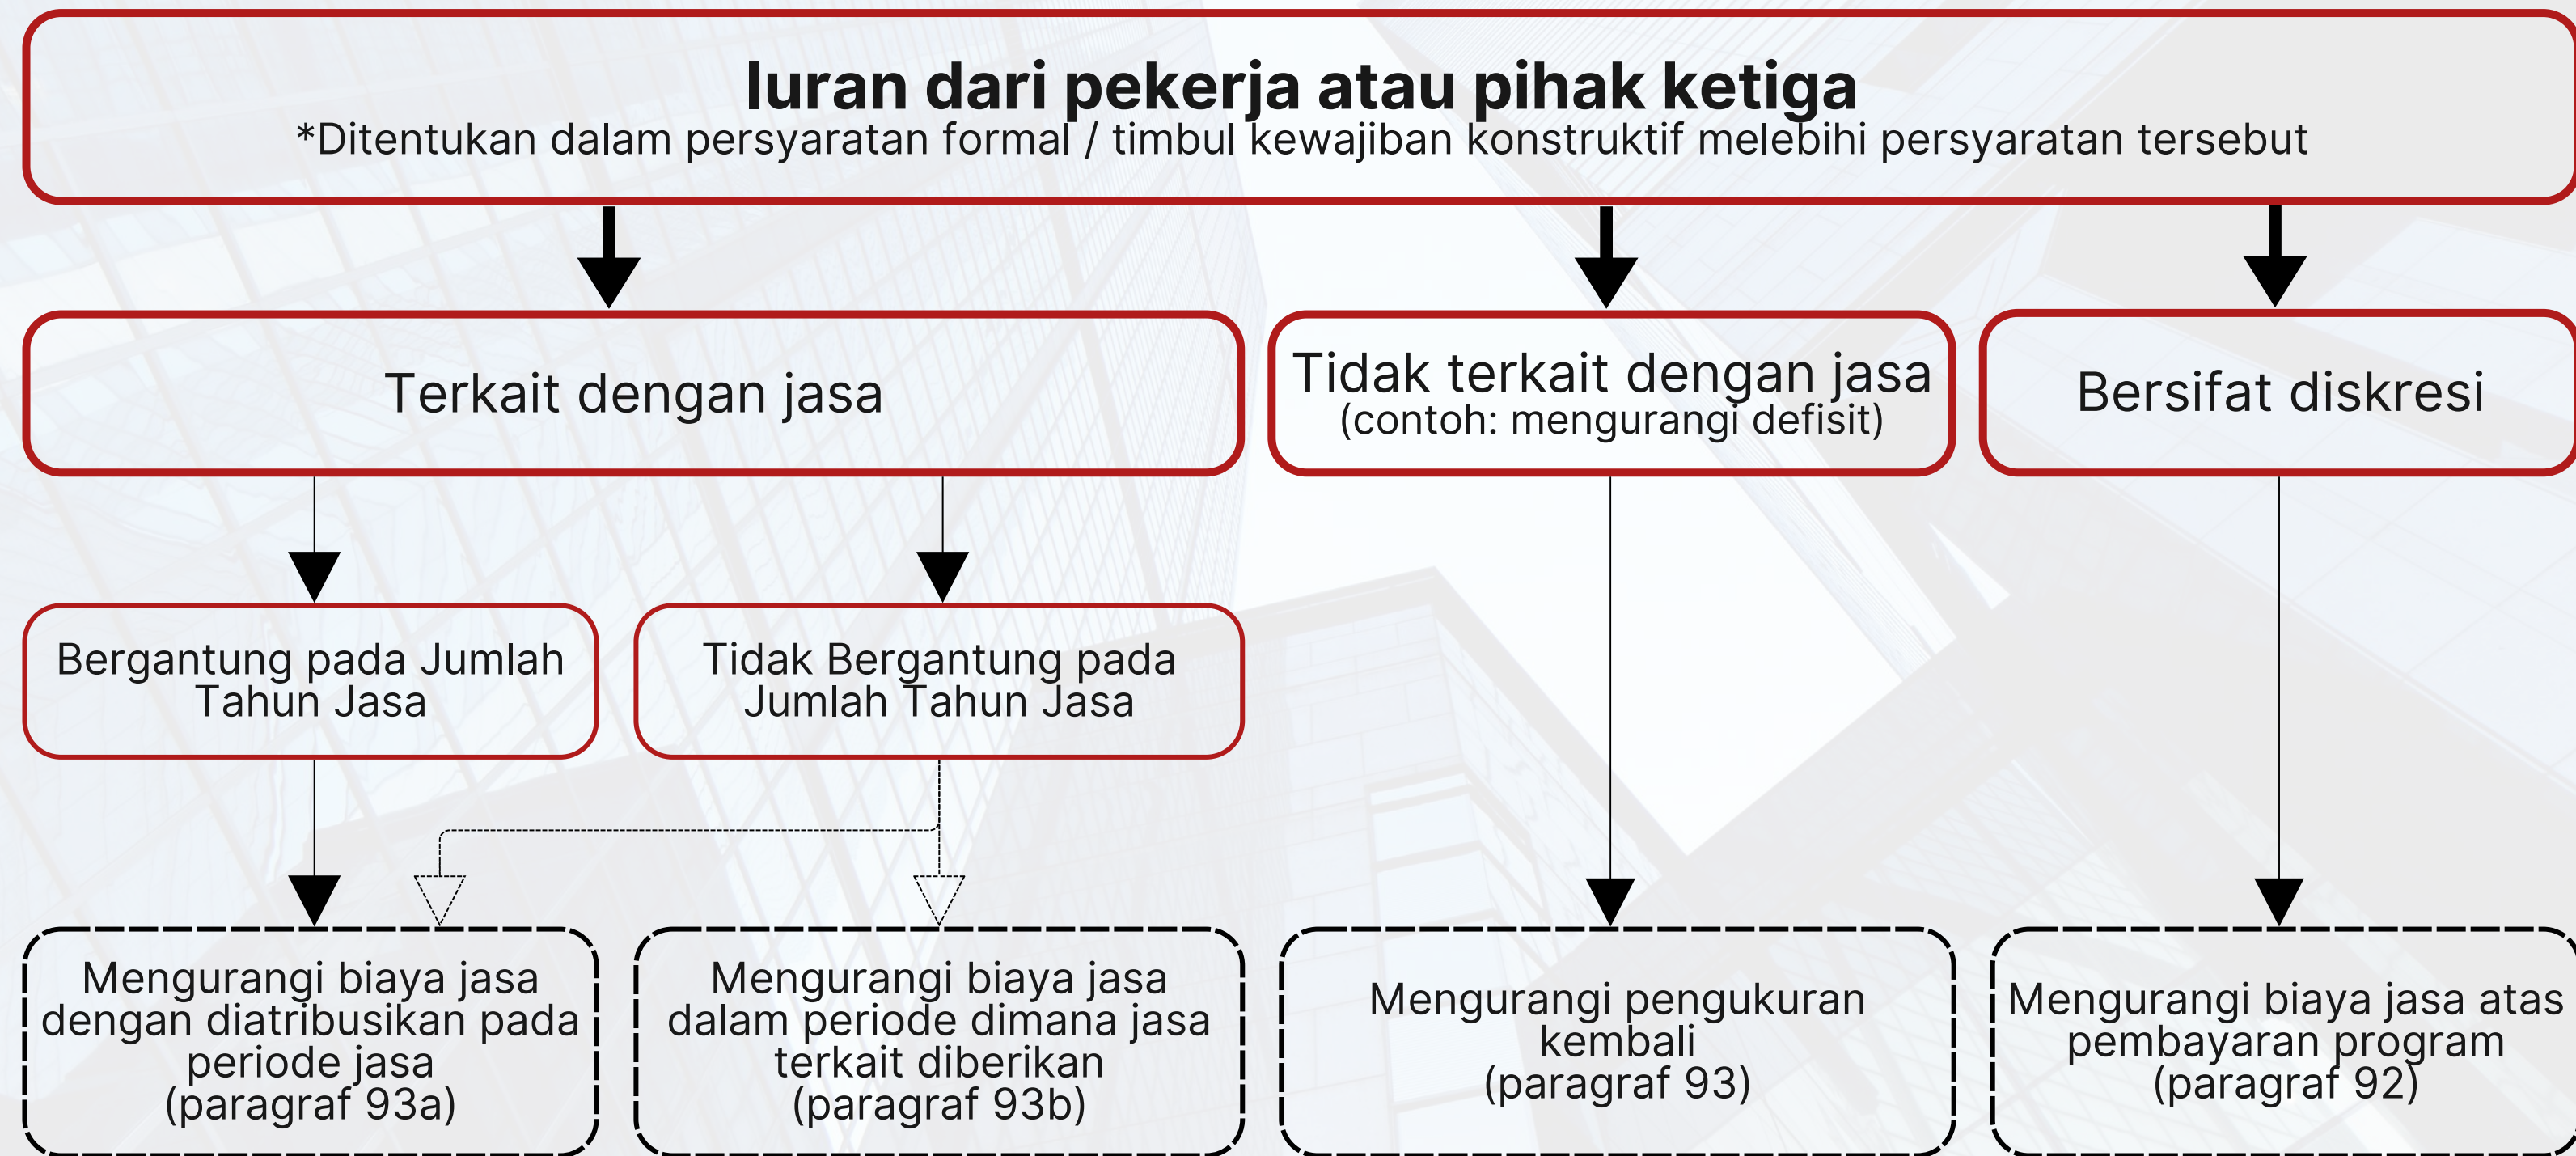 Iuran dari pekerja atau pihak ketiga
*Ditentukan dalam persyaratan formal / timbul kewajiban konstruktif melebihi persyaratan tersebut
Terkait dengan jasa
Tidak terkait dengan jasa
(contoh: mengurangi defisit)
Bersifat diskresi
Bergantung pada Jumlah
Tahun Jasa
Tidak Bergantung pada
Jumlah Tahun Jasa
Mengurangi biaya jasa
dengan diatribusikan pada
periode jasa
(paragraf 93a)
Mengurangi biaya jasa
dalam periode dimana jasa
terkait diberikan
(paragraf 93b)
Mengurangi pengukuran
kembali
(paragraf 93)
Mengurangi biaya jasa atas
pembayaran program
(paragraf 92)